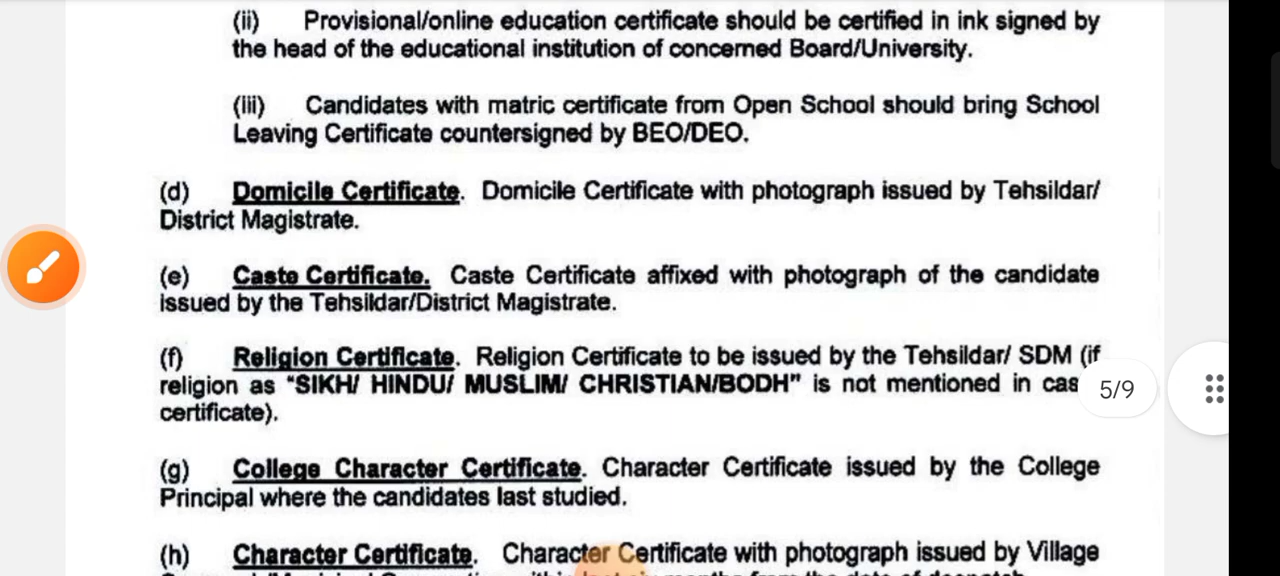 (ii) Provisional/online education certificate should be certified in ink signed by
the head of the educational institution of concerned Board/University.
(iii) Candidates with matric certificate from Open School should bring School
Leaving Certificate countersigned by BEO/DEO.
(d) Domicile Certificate. Domicile Certificate with photograph issued by Tehsildar/
District Magistrate.
(e) Caste Certificate. Caste Certificate affixed with photograph of the candidate
issued by the Tehsildar/District Magistrate.
(f) Religion Certificate. Religion Certificate to be issued by the Tehsildar/ SDM (if
religion as "SIKH/ HINDU/ MUSLIM/ CHRISTIAN/BODH" is not mentioned in cas
certificate).
5/9
(g) College Character Certificate. Character Certificate issued by the College
Principal where the candidates last studied.
(h) Character Certificate. Character Certificate with photograph issued by Village